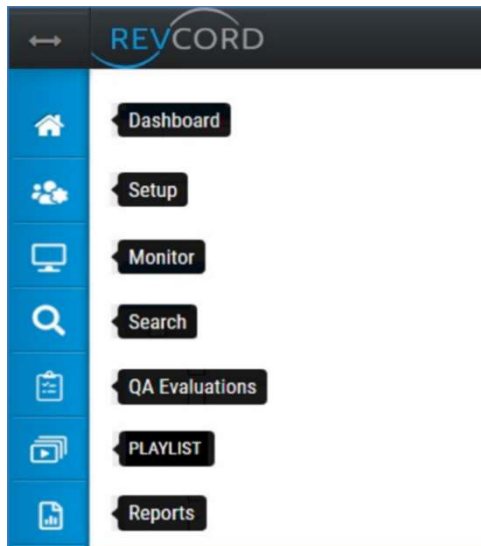 REVCORD
Dashboard
Setup
Monitor
Search
QA Evaluations
PLAYLIST
Reports